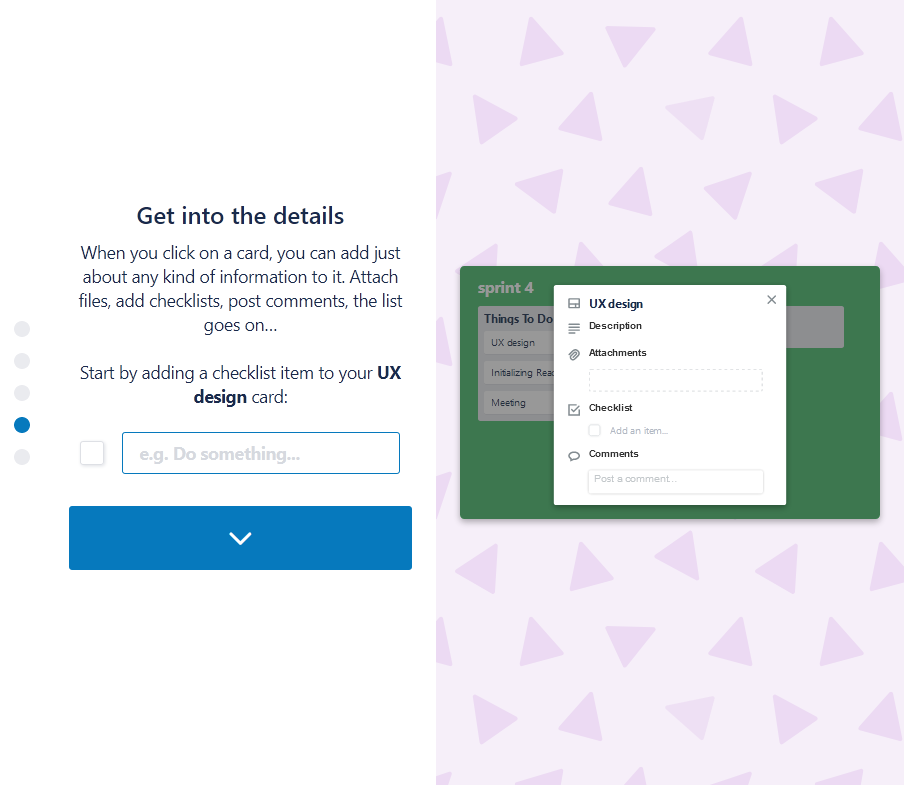 Get into the details
When you click on a card, you can add just
about any kind of information to it. Attach
files, add checklists, post comments, the list
goes on...
Start by adding a checklist item to your UX
design card:
e.g. Do something...
sprint 4
Things To Do
UX design
Initializing Read
Meeting
UX design
Description
Attachments
Checklist
Add an item...
Comments
Post a comment...